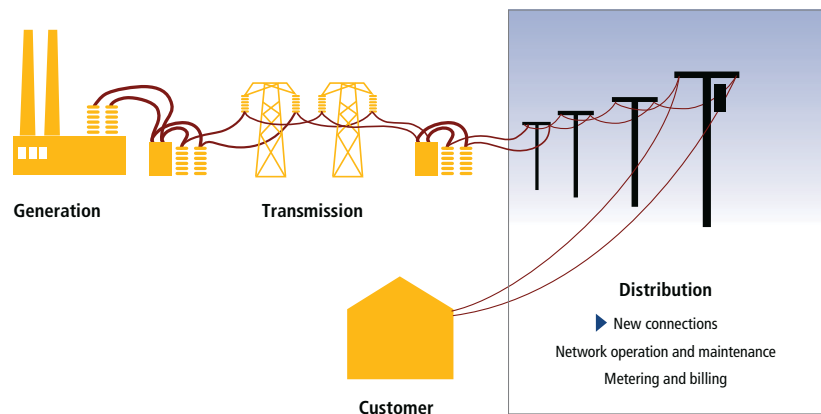 Generation
Transmission
Distribution
New connections
Network operation and maintenance
Metering and billing
Customer